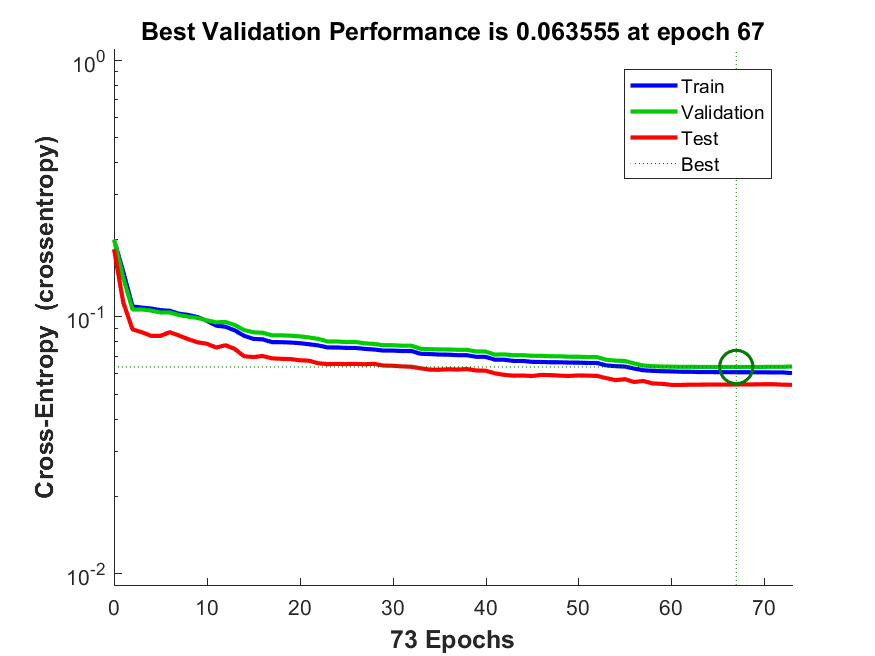 Best Validation Performance is 0.063555 at epoch 67
10^0
10^-1
10^-2
Cross-Entropy (crossentropy)
Train
Validation
Test
Best
0 10 20 30 40 50 60 70
73 Epochs